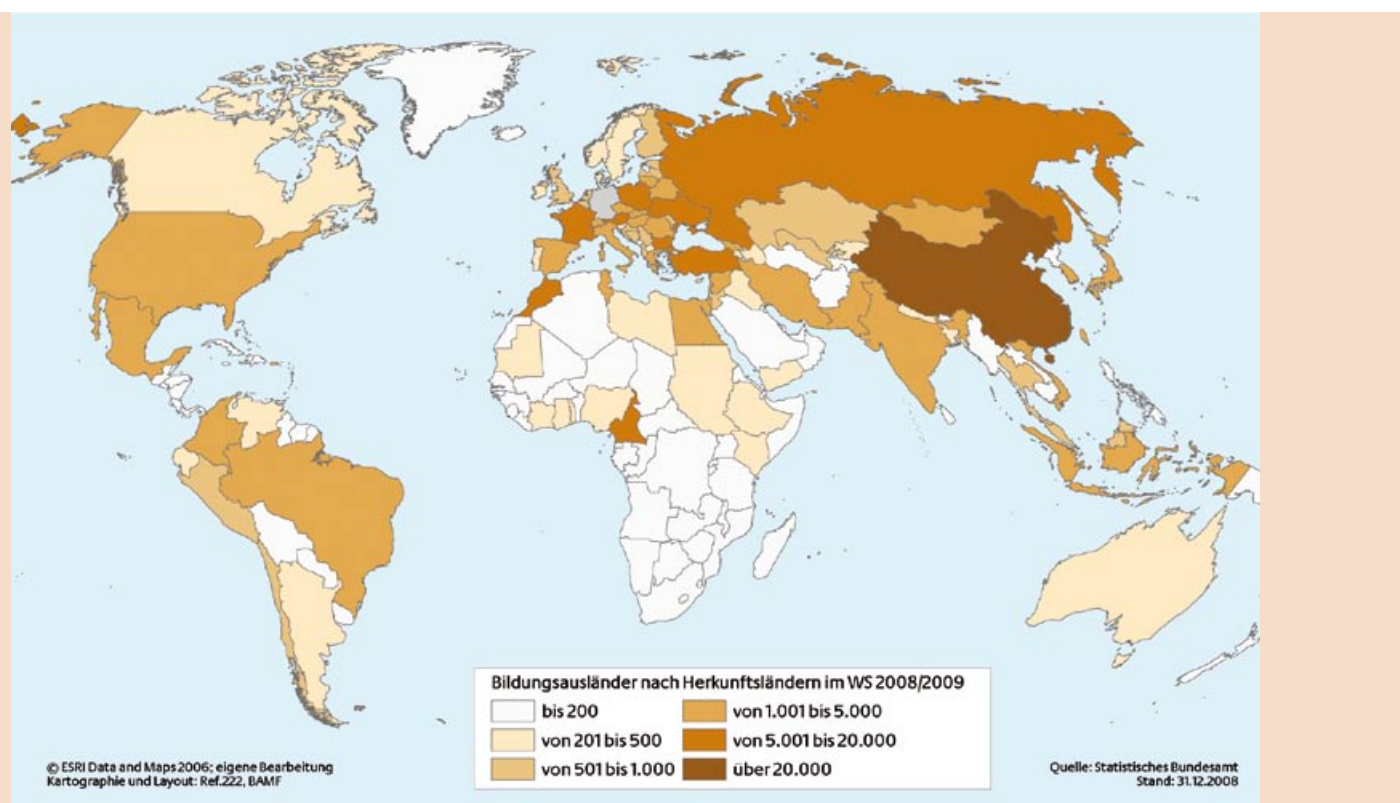 Bildungsausländer nach Herkunftsländern im WS 2008/2009
bis 200
von 201 bis 500
von 501 bis 1.000
von 1.001 bis 5.000
von 5.001 bis 20.000
über 20.000
© ESRI Data and Maps 2006; eigene Bearbeitung
Kartographie und Layout: Ref.222, BAMF
Quelle: Statistisches Bundesamt
Stand: 31.12.2008